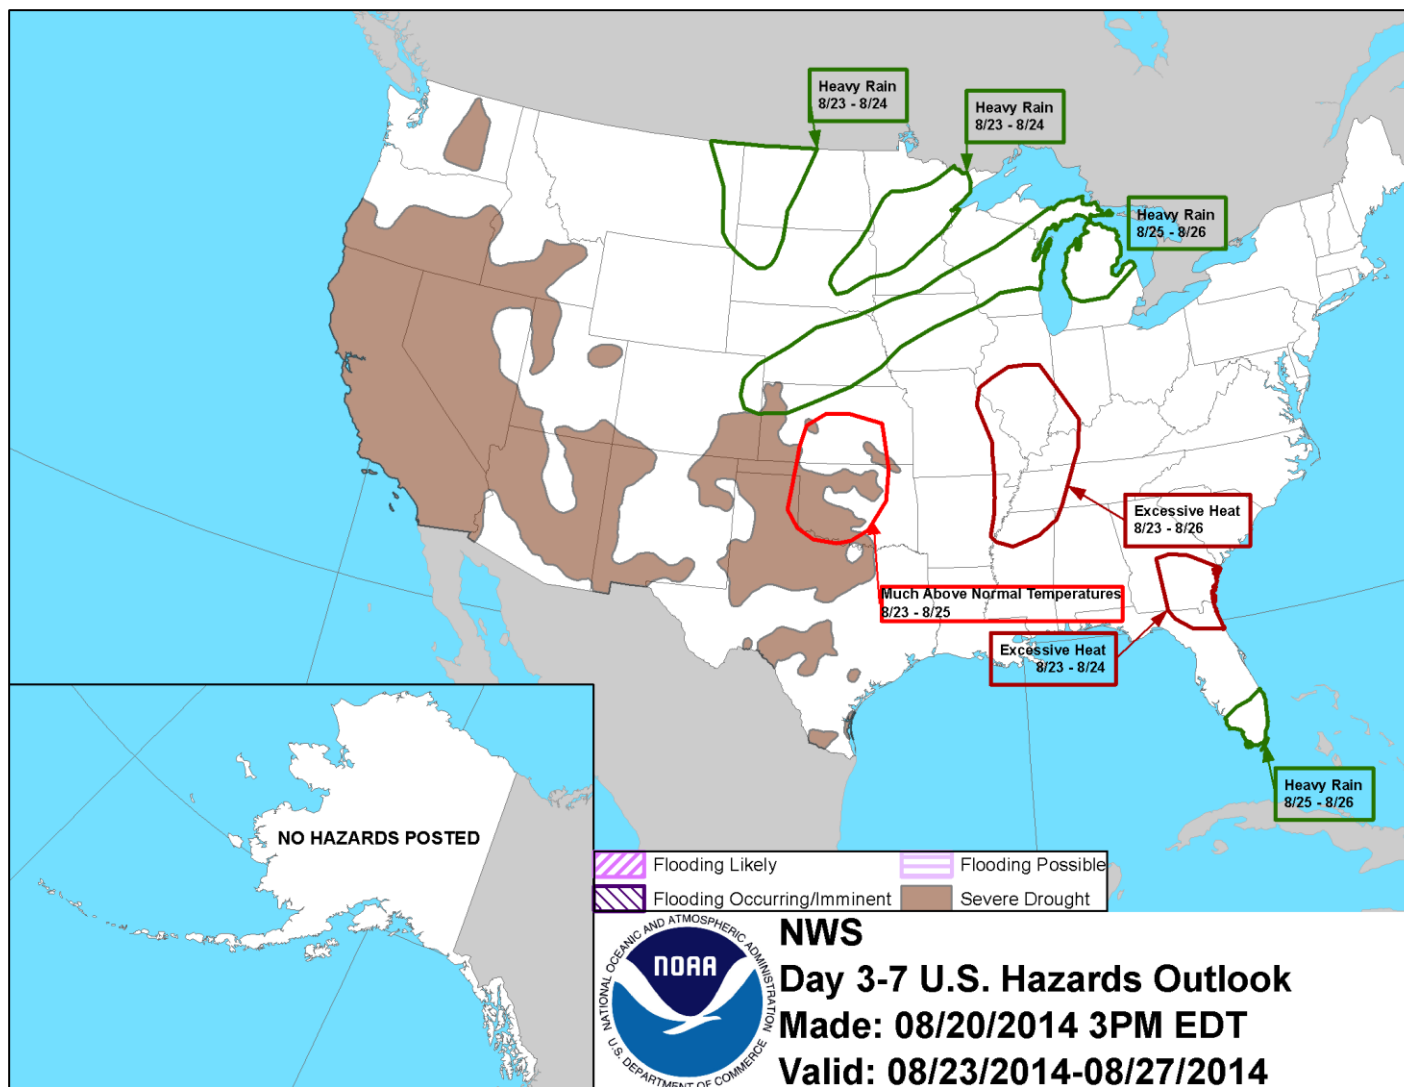 Heavy Rain
8/23 - 8/24
Heavy Rain
8/23 - 8/24
Heavy Rain
8/25 - 8/26
Excessive Heat
8/23 - 8/26
Much Above Normal Temperatures
8/23 - 8/25
Excessive Heat
8/23 - 8/24
Heavy Rain
8/25 - 8/26
NO HAZARDS POSTED
Flooding Likely
Flooding Possible
Flooding Occurring/Imminent
Severe Drought
NATIONAL OCEANIC AND ATMOSPHERIC ADMINISTRATION
NOAA
U.S. DEPARTMENT OF COMMERCE
NWS
Day 3-7 U.S. Hazards Outlook
Made: 08/20/2014 3PM EDT
Valid: 08/23/2014-08/27/2014